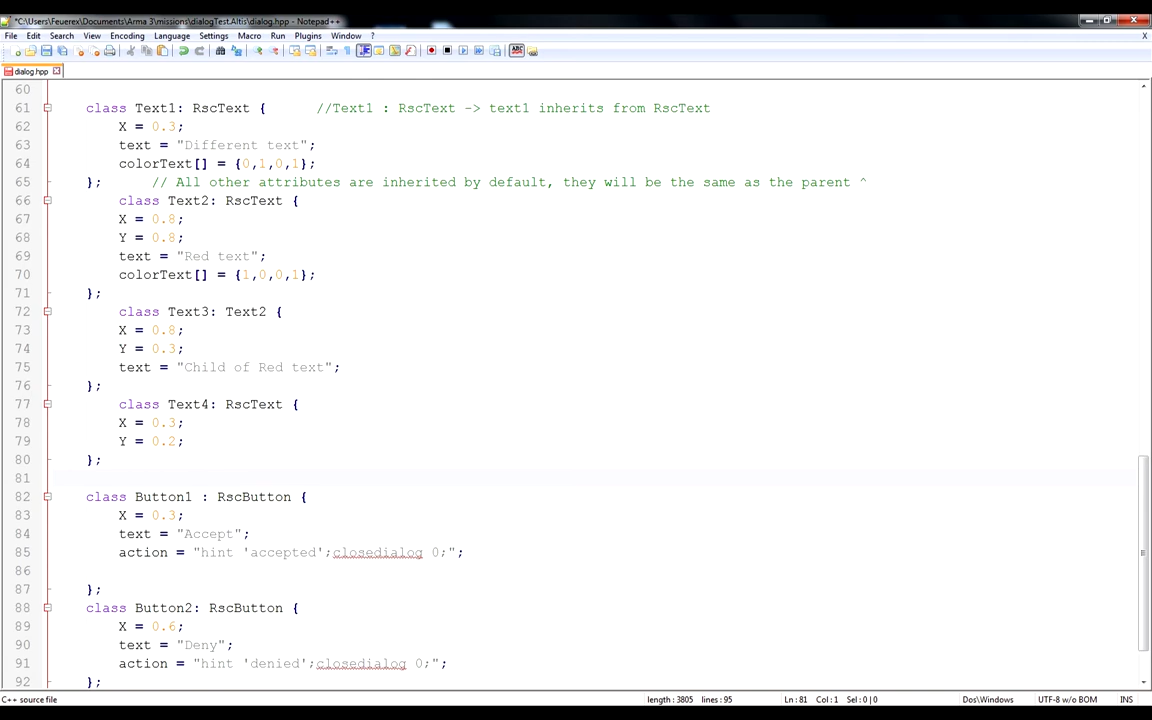 *C:\Users\Feuerex\Documents\Arma 3\missions\dialogTest.Altis\dialog.hpp - Notepad++
File Edit Search View Encoding Language Settings Macro Run Plugins Window ? X
dialog.hpp
60
61 class Text1: RscText { //Text1 : RscText -> text1 inherits from RscText
62 X = 0.3;
63 text = "Different text";
64 colorText[] = {0,1,0,1};
65 }; // All other attributes are inherited by default, they will be the same as the parent ^
66 class Text2: RscText {
67 X = 0.8;
68 Y = 0.8;
69 text = "Red text";
70 colorText[] = {1,0,0,1};
71 };
72 class Text3: Text2 {
73 X = 0.8;
74 Y = 0.3;
75 text = "Child of Red text";
76 };
77 class Text4: RscText {
78 X = 0.3;
79 Y = 0.2;
80 };
81
82 class Button1 : RscButton {
83 X = 0.3;
84 text = "Accept";
85 action = "hint 'accepted';closedialog 0;";
86
87 };
88 class Button2: RscButton {
89 X = 0.6;
90 text = "Deny";
91 action = "hint 'denied';closedialog 0;";
92 };
C++ source file length : 3805 lines : 95 Ln : 81 Col : 1 Sel : 0 | 0 Dos\Windows UTF-8 w/o BOM INS